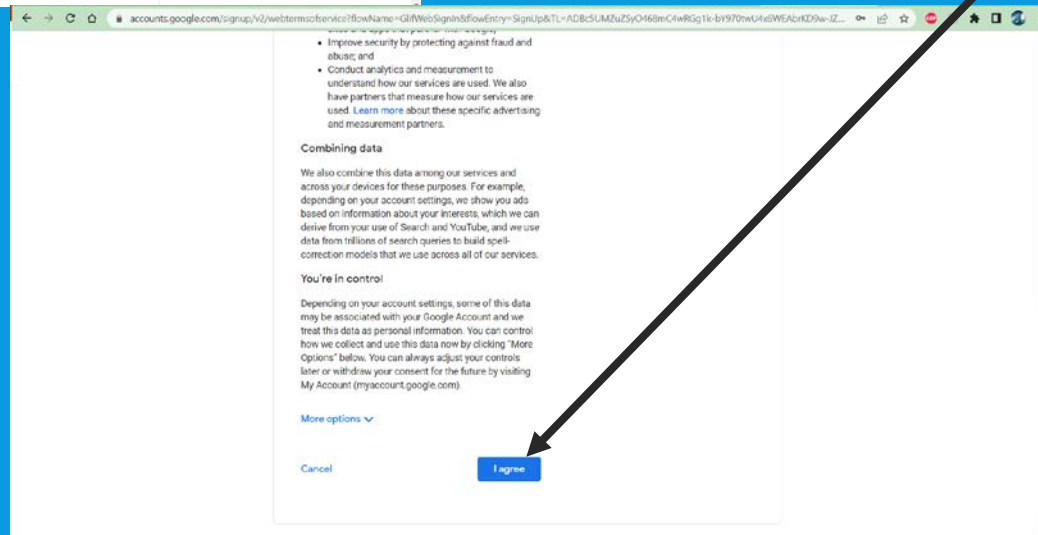 accounts.google.com/signup/v2/webtermsofservice?flowName=GlifWebSignIn&flowEntry=SignUp
• Improve security by protecting against fraud and
abuse; and
• Conduct analytics and measurement to
understand how our services are used. We also
have partners that measure how our services are
used. Learn more about these specific advertising
and measurement partners.
Combining data
We also combine this data among our services and
across your devices for these purposes. For example,
depending on your account settings, we show you ads
based on information about your interests, which we can
derive from your use of Search and YouTube, and we use
data from trillions of search queries to build spell-
correction models that we use across all of our services.
You're in control
Depending on your account settings, some of this data
may be associated with your Google Account and we
treat this data as personal information. You can control
how we collect and use this data now by clicking "More
Options" below. You can always adjust your controls
later or withdraw your consent for the future by visiting
My Account (myaccount.google.com).
More options
Cancel
I agree